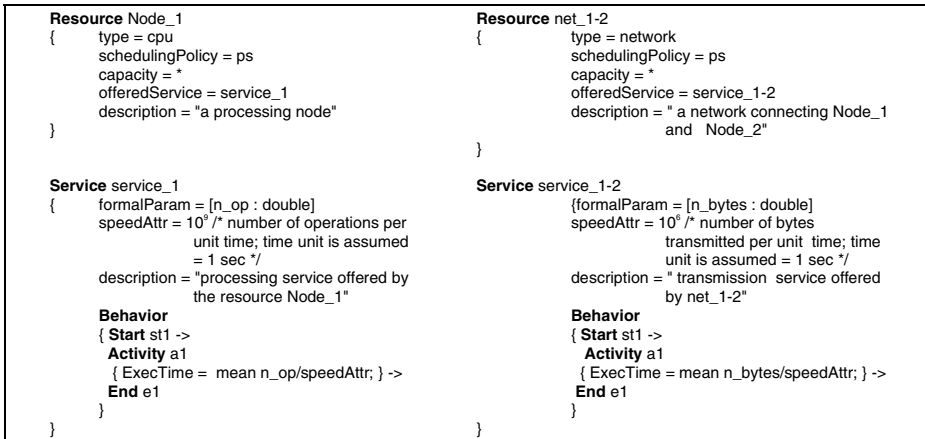 Resource Node_1
{ type = cpu
schedulingPolicy = ps
capacity = *
offeredService = service_1
description = "a processing node"
}
Service service_1
{ formalParam = [n_op : double]
speedAttr = 10⁹ /* number of operations per
unit time; time unit is assumed
= 1 sec */
description = "processing service offered by
the resource Node_1"
Behavior
{ Start st1 ->
Activity a1
{ ExecTime = mean n_op/speedAttr; } ->
End e1
}
}
Resource net_1-2
{ type = network
schedulingPolicy = ps
capacity = *
offeredService = service_1-2
description = " a network connecting Node_1
and Node_2"
}
Service service_1-2
{ {formalParam = [n_bytes : double]
speedAttr = 10⁶ /* number of bytes
transmitted per unit time; time
unit is assumed = 1 sec */
description = " transmission service offered
by net_1-2"
Behavior
{ Start st1 ->
Activity a1
{ ExecTime = mean n_bytes/speedAttr; } ->
End e1
}
}